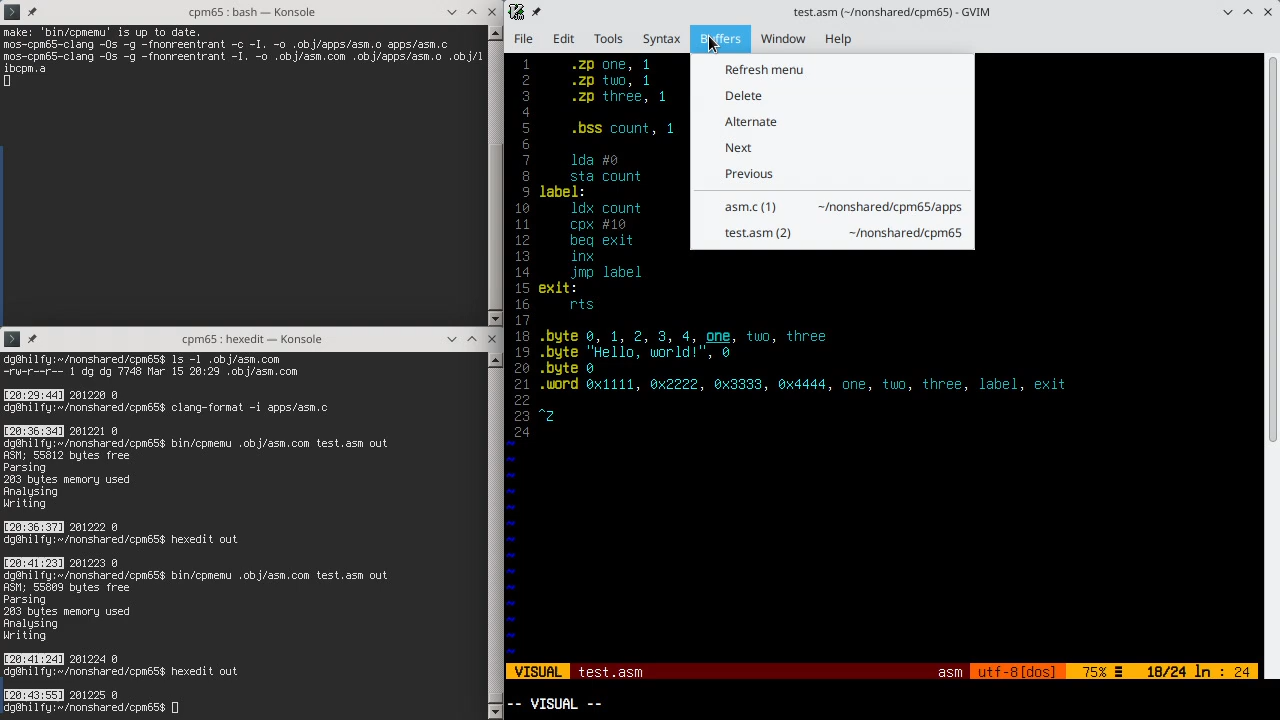 cpm65 : bash — Konsole
make: 'bin/cpmemu' is up to date.
mos-cpm65-clang -Os -g -fnonreentrant -c -I. -o .obj/apps/asm.o apps/asm.c
mos-cpm65-clang -Os -g -fnonreentrant -I. -o .obj/asm.com .obj/apps/asm.o .obj/l
ibcpm.a
cpm65 : hexedit — Konsole
dg@hilfy:~/nonshared/cpm65$ ls -l .obj/asm.com
-rw-r--r-- 1 dg dg 7748 Mar 15 20:29 .obj/asm.com
[20:29:44] 201220 0
dg@hilfy:~/nonshared/cpm65$ clang-format -i apps/asm.c
[20:36:34] 201221 0
dg@hilfy:~/nonshared/cpm65$ bin/cpmemu .obj/asm.com test.asm out
ASM; 55812 bytes free
Parsing
203 bytes memory used
Analysing
Writing
[20:36:37] 201222 0
dg@hilfy:~/nonshared/cpm65$ hexedit out
[20:41:23] 201223 0
dg@hilfy:~/nonshared/cpm65$ bin/cpmemu .obj/asm.com test.asm out
ASM; 55809 bytes free
Parsing
203 bytes memory used
Analysing
Writing
[20:41:24] 201224 0
dg@hilfy:~/nonshared/cpm65$ hexedit out
[20:43:55] 201225 0
dg@hilfy:~/nonshared/cpm65$
test.asm (~/nonshared/cpm65) - GVIM
File Edit Tools Syntax Buffers Window Help
Refresh menu
Delete
Alternate
Next
Previous
asm.c (1) ~/nonshared/cpm65/apps
test.asm (2) ~/nonshared/cpm65
1 .zp one, 1
2 .zp two, 1
3 .zp three, 1
4
5 .bss count, 1
6
7 lda #0
8 sta count
9 label:
10 ldx count
11 cpx #10
12 beq exit
13 inx
14 jmp label
15 exit:
16 rts
17
18 .byte 0, 1, 2, 3, 4, one, two, three
19 .byte "Hello, world!", 0
20 .byte 0
21 .word 0x1111, 0x2222, 0x3333, 0x4444, one, two, three, label, exit
22
23 ^Z
24
~
~
~
~
~
~
~
~
~
~
~
~
~
~
VISUAL test.asm asm utf-8[dos] 75% ☰ 18/24 ln : 24
-- VISUAL --